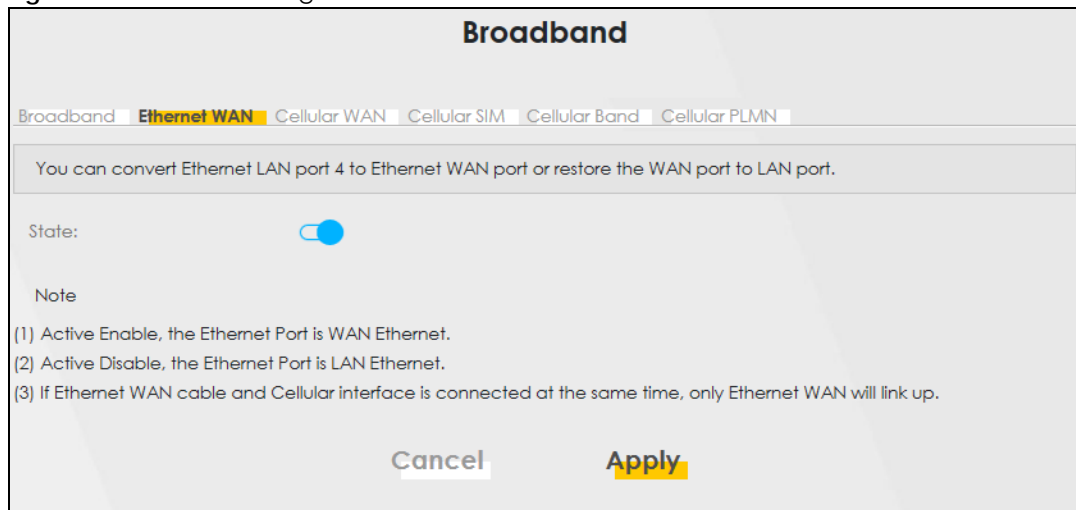 Broadband
Broadband Ethernet WAN Cellular WAN Cellular SIM Cellular Band Cellular PLMN
You can convert Ethernet LAN port 4 to Ethernet WAN port or restore the WAN port to LAN port.
State:
Note
(1) Active Enable, the Ethernet Port is WAN Ethernet.
(2) Active Disable, the Ethernet Port is LAN Ethernet.
(3) If Ethernet WAN cable and Cellular interface is connected at the same time, only Ethernet WAN will link up.
Cancel Apply